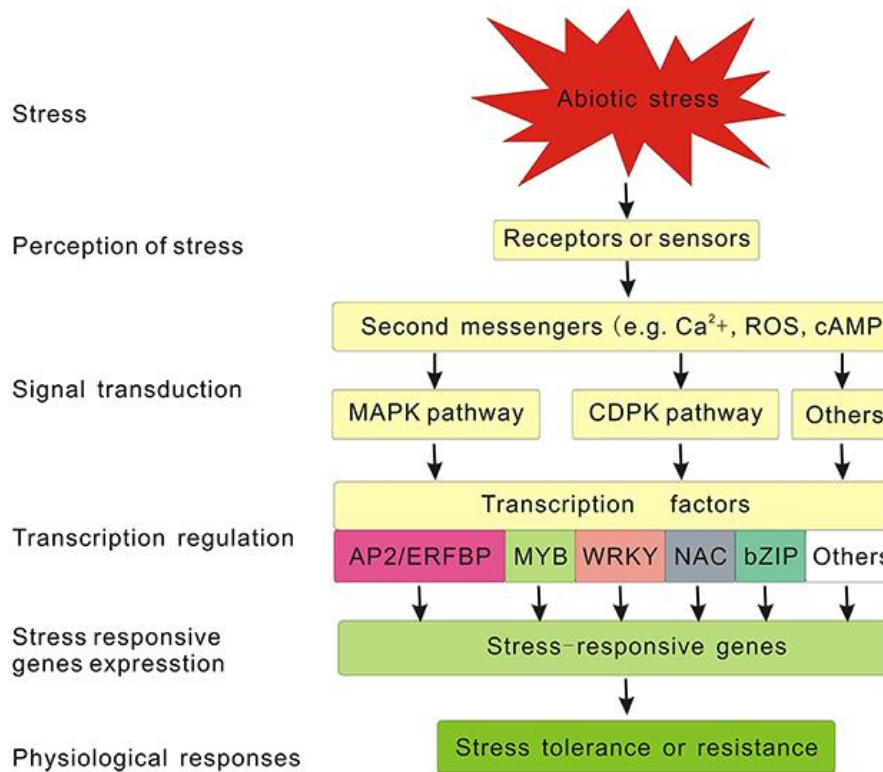 Abiotic stress
Stress
Perception of stress
Receptors or sensors
Second messengers (e.g. Ca²+, ROS, cAMP
Signal transduction
MAPK pathway
CDPK pathway
Others
Transcription factors
Transcription regulation
AP2/ERFBP
MYB
WRKY
NAC
bZIP
Others
Stress responsive
genes expresstion
Stress-responsive genes
Physiological responses
Stress tolerance or resistance